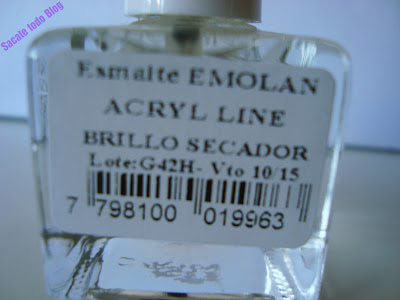 Sacate todo Blog
Esmalte EMOLAN
ACRYL LINE
BRILLO SECADOR
Lote:G42H- Vto 10/15
7 798100 019963